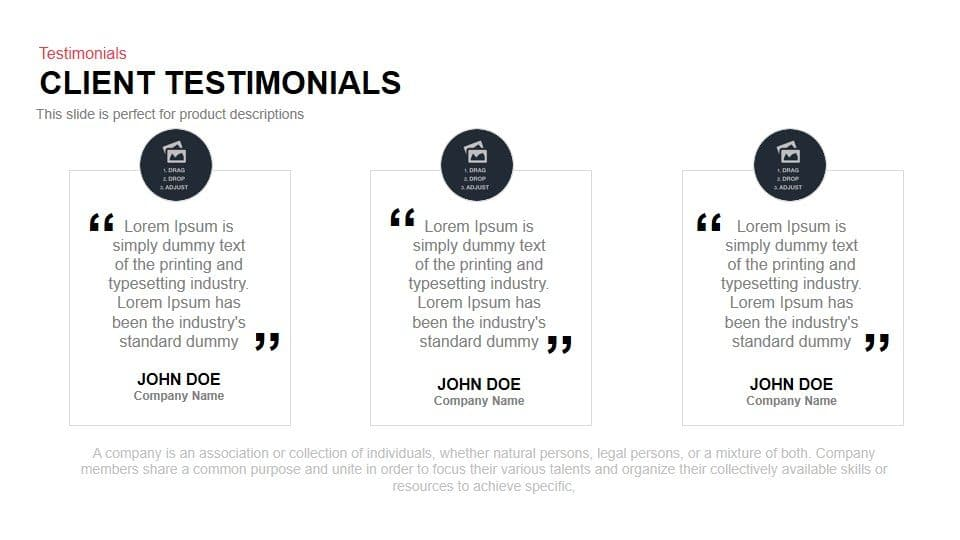 Testimonials
CLIENT TESTIMONIALS
This slide is perfect for product descriptions
1. DRAG
2. DROP
3. ADJUST
“ Lorem Ipsum is
simply dummy text
of the printing and
typesetting industry.
Lorem Ipsum has
been the industry's
standard dummy ”
JOHN DOE
Company Name
1. DRAG
2. DROP
3. ADJUST
“ Lorem Ipsum is
simply dummy text
of the printing and
typesetting industry.
Lorem Ipsum has
been the industry's
standard dummy ”
JOHN DOE
Company Name
1. DRAG
2. DROP
3. ADJUST
“ Lorem Ipsum is
simply dummy text
of the printing and
typesetting industry.
Lorem Ipsum has
been the industry's
standard dummy ”
JOHN DOE
Company Name
A company is an association or collection of individuals, whether natural persons, legal persons, or a mixture of both. Company
members share a common purpose and unite in order to focus their various talents and organize their collectively available skills or
resources to achieve specific,